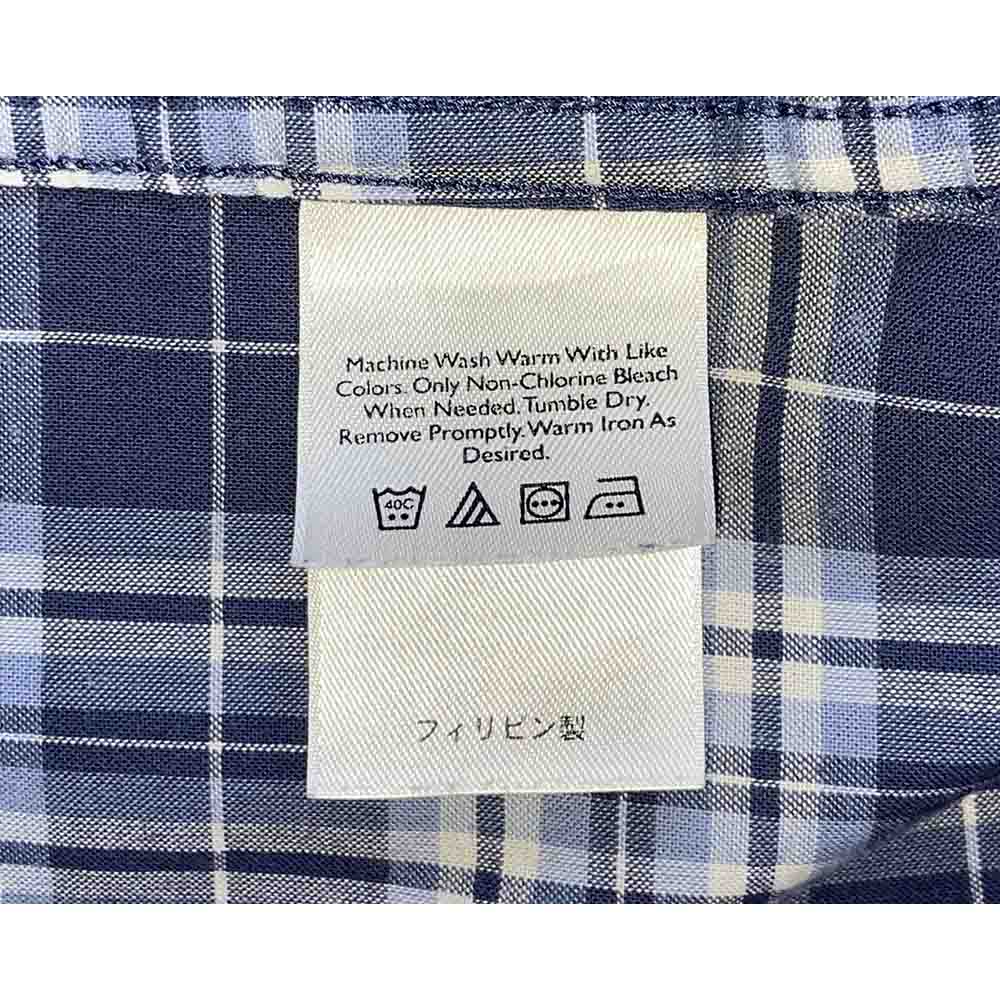 Machine Wash Warm With Like
Colors. Only Non-Chlorine Bleach
When Needed. Tumble Dry.
Remove Promptly. Warm Iron As
Desired.
40C
フィリピン製